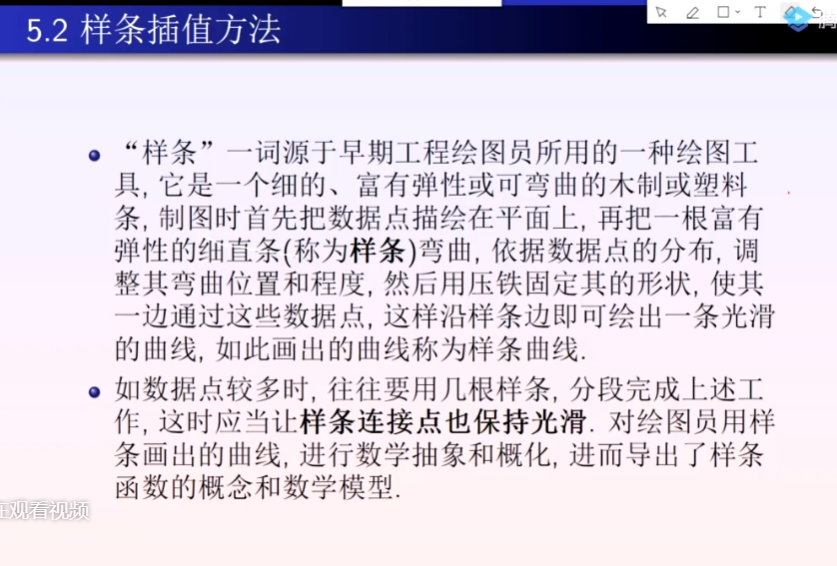 5.2 样条插值方法
“样条”一词源于早期工程绘图员所用的一种绘图工
具, 它是一个细的、富有弹性或可弯曲的木制或塑料
条, 制图时首先把数据点描绘在平面上, 再把一根富有
弹性的细直条(称为样条)弯曲, 依据数据点的分布, 调
整其弯曲位置和程度, 然后用压铁固定其的形状, 使其
一边通过这些数据点, 这样沿样条边即可绘出一条光滑
的曲线, 如此画出的曲线称为样条曲线.
如数据点较多时, 往往要用几根样条, 分段完成上述工
作, 这时应当让样条连接点也保持光滑. 对绘图员用样
条画出的曲线, 进行数学抽象和概化, 进而导出了样条
函数的概念和数学模型.
在观看视频